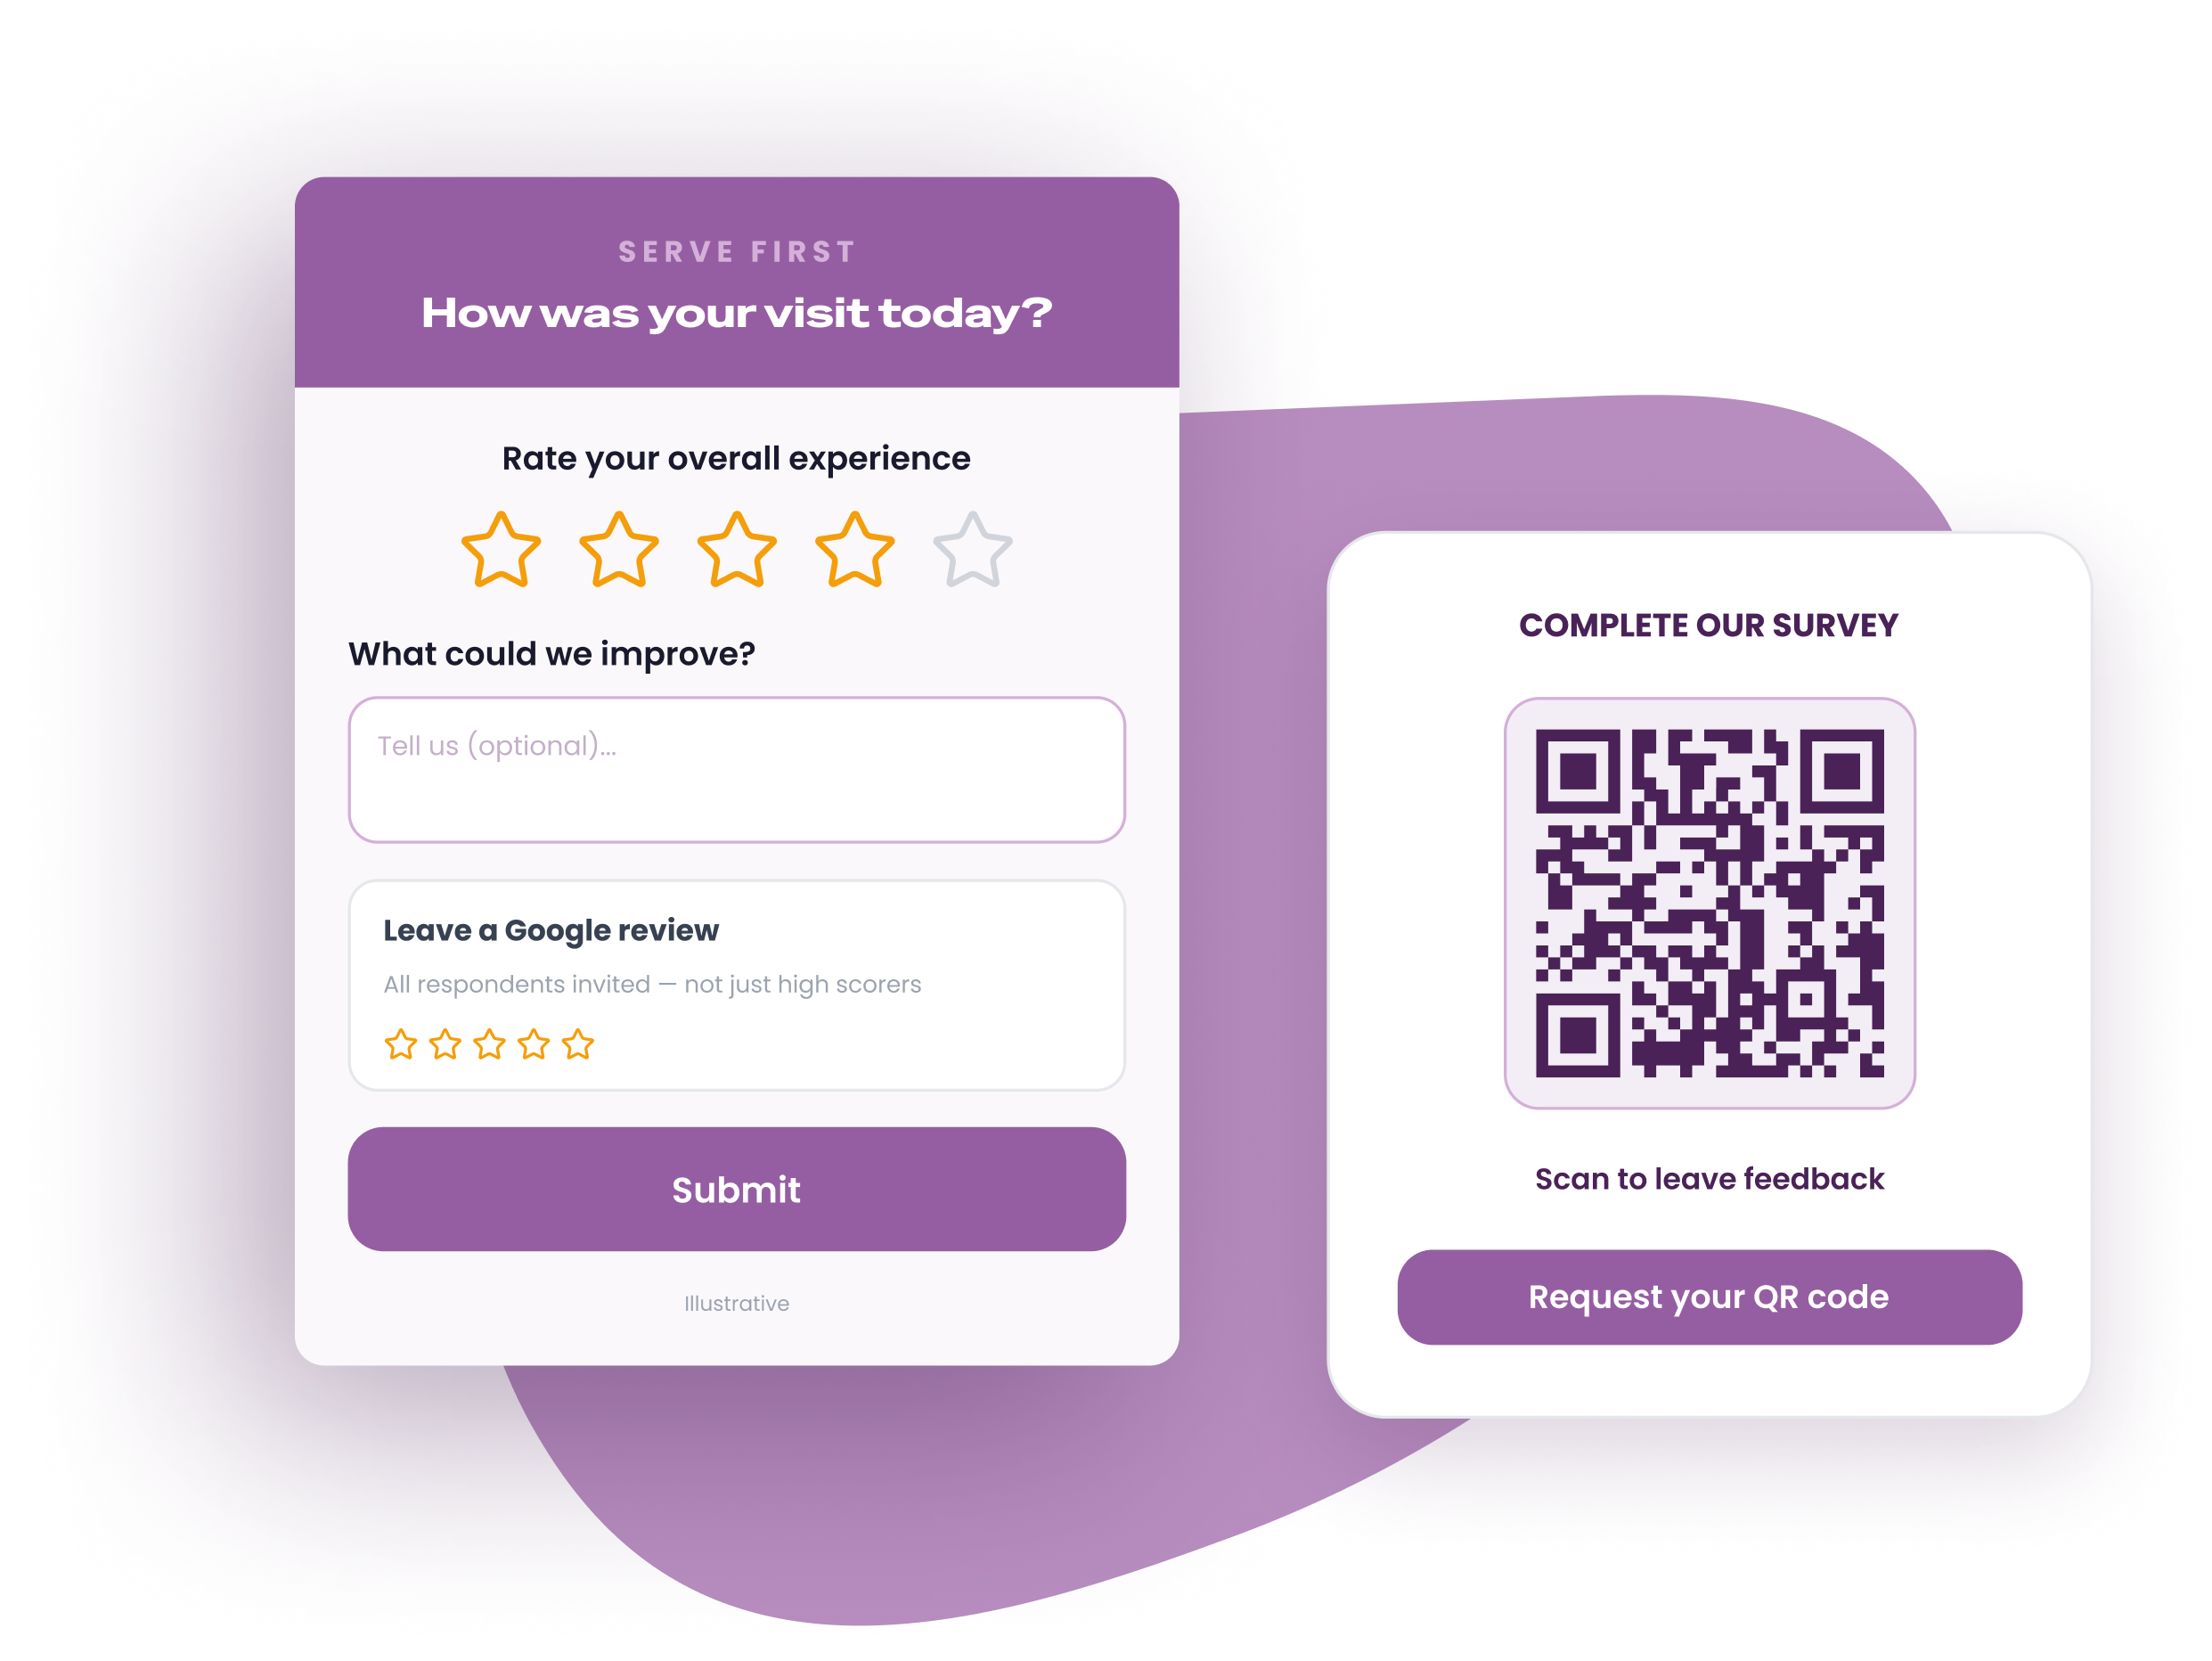 SERVE FIRST
How was your visit today?
Rate your overall experience
What could we improve?
Tell us (optional)...
Leave a Google review
All respondents invited — not just high scorers
Submit
Illustrative
COMPLETE OUR SURVEY
Scan to leave feedback
Request your QR code